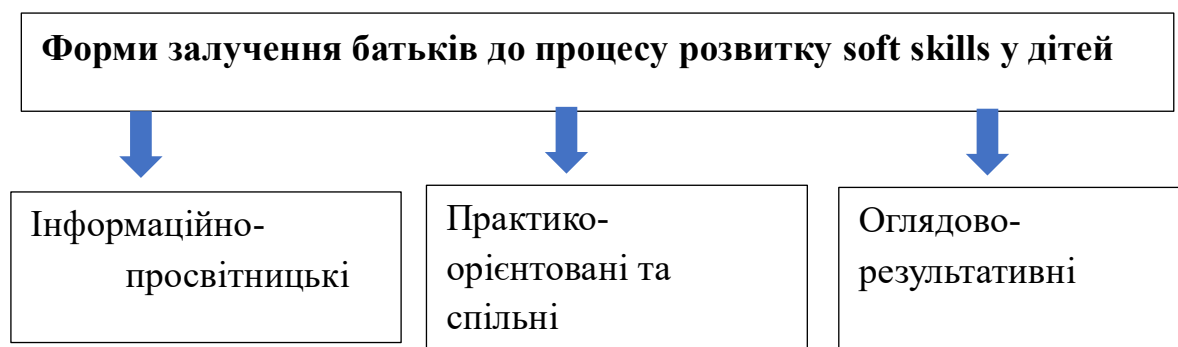 Форми залучення батьків до процесу розвитку soft skills у дітей
Інформаційно-
просвітницькі
Практико-
орієнтовані та
спільні
Оглядово-
результативні